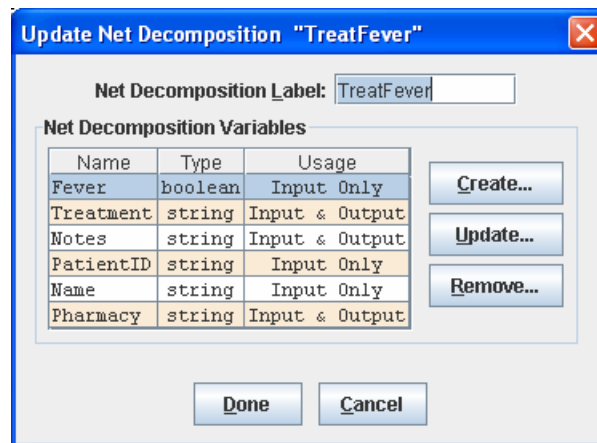 Update Net Decomposition "TreatFever"
Net Decomposition Label: TreatFever
Net Decomposition Variables
Name Type Usage
Fever boolean Input Only
Treatment string Input & Output
Notes string Input & Output
PatientID string Input Only
Name string Input Only
Pharmacy string Input & Output
Create...
Update...
Remove...
Done Cancel